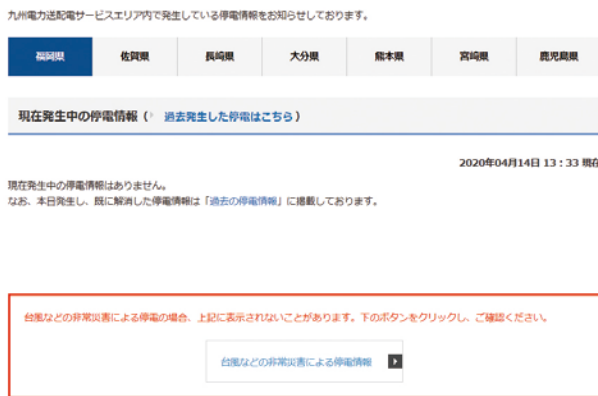 九州電力送配電サービスエリア内で発生している停電情報をお知らせしております。
福岡県 佐賀県 長崎県 大分県 熊本県 宮崎県 鹿児島県
現在発生中の停電情報（ 過去発生した停電はこちら）
2020年04月14日 13：33 現在
現在発生中の停電情報はありません。
なお、本日発生し、既に解消した停電情報は「過去の停電情報」に掲載しております。
台風などの非常災害による停電の場合、上記に表示されないことがあります。下のボタンをクリックし、ご確認ください。
台風などの非常災害による停電情報